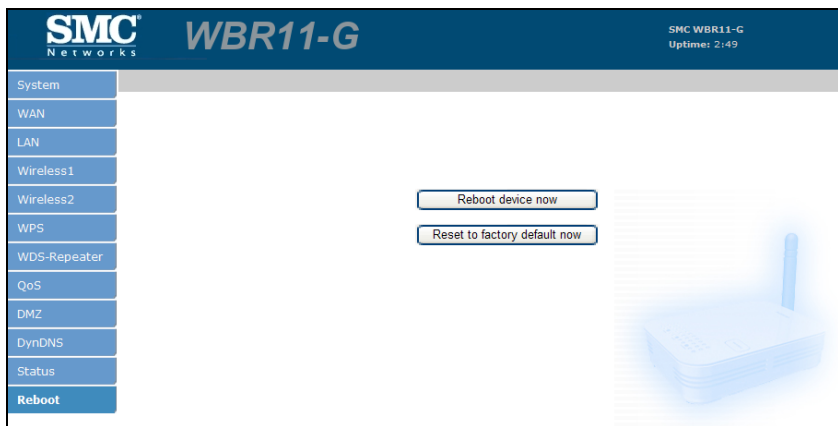 SMC®
Networks
WBR11-G
SMC WBR11-G
Uptime: 2:49
System
WAN
LAN
Wireless1
Wireless2
WPS
WDS-Repeater
QoS
DMZ
DynDNS
Status
Reboot
Reboot device now
Reset to factory default now